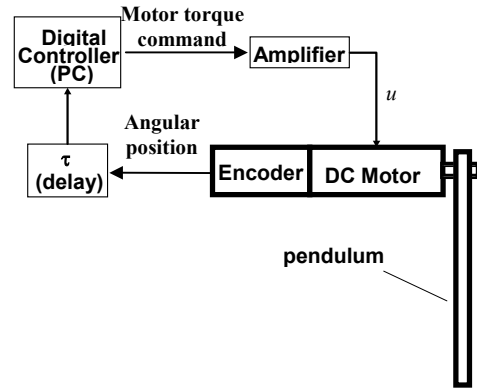 Motor torque
command
Digital
Controller
(PC)
Amplifier
u
Angular
position
τ
(delay)
Encoder
DC Motor
pendulum